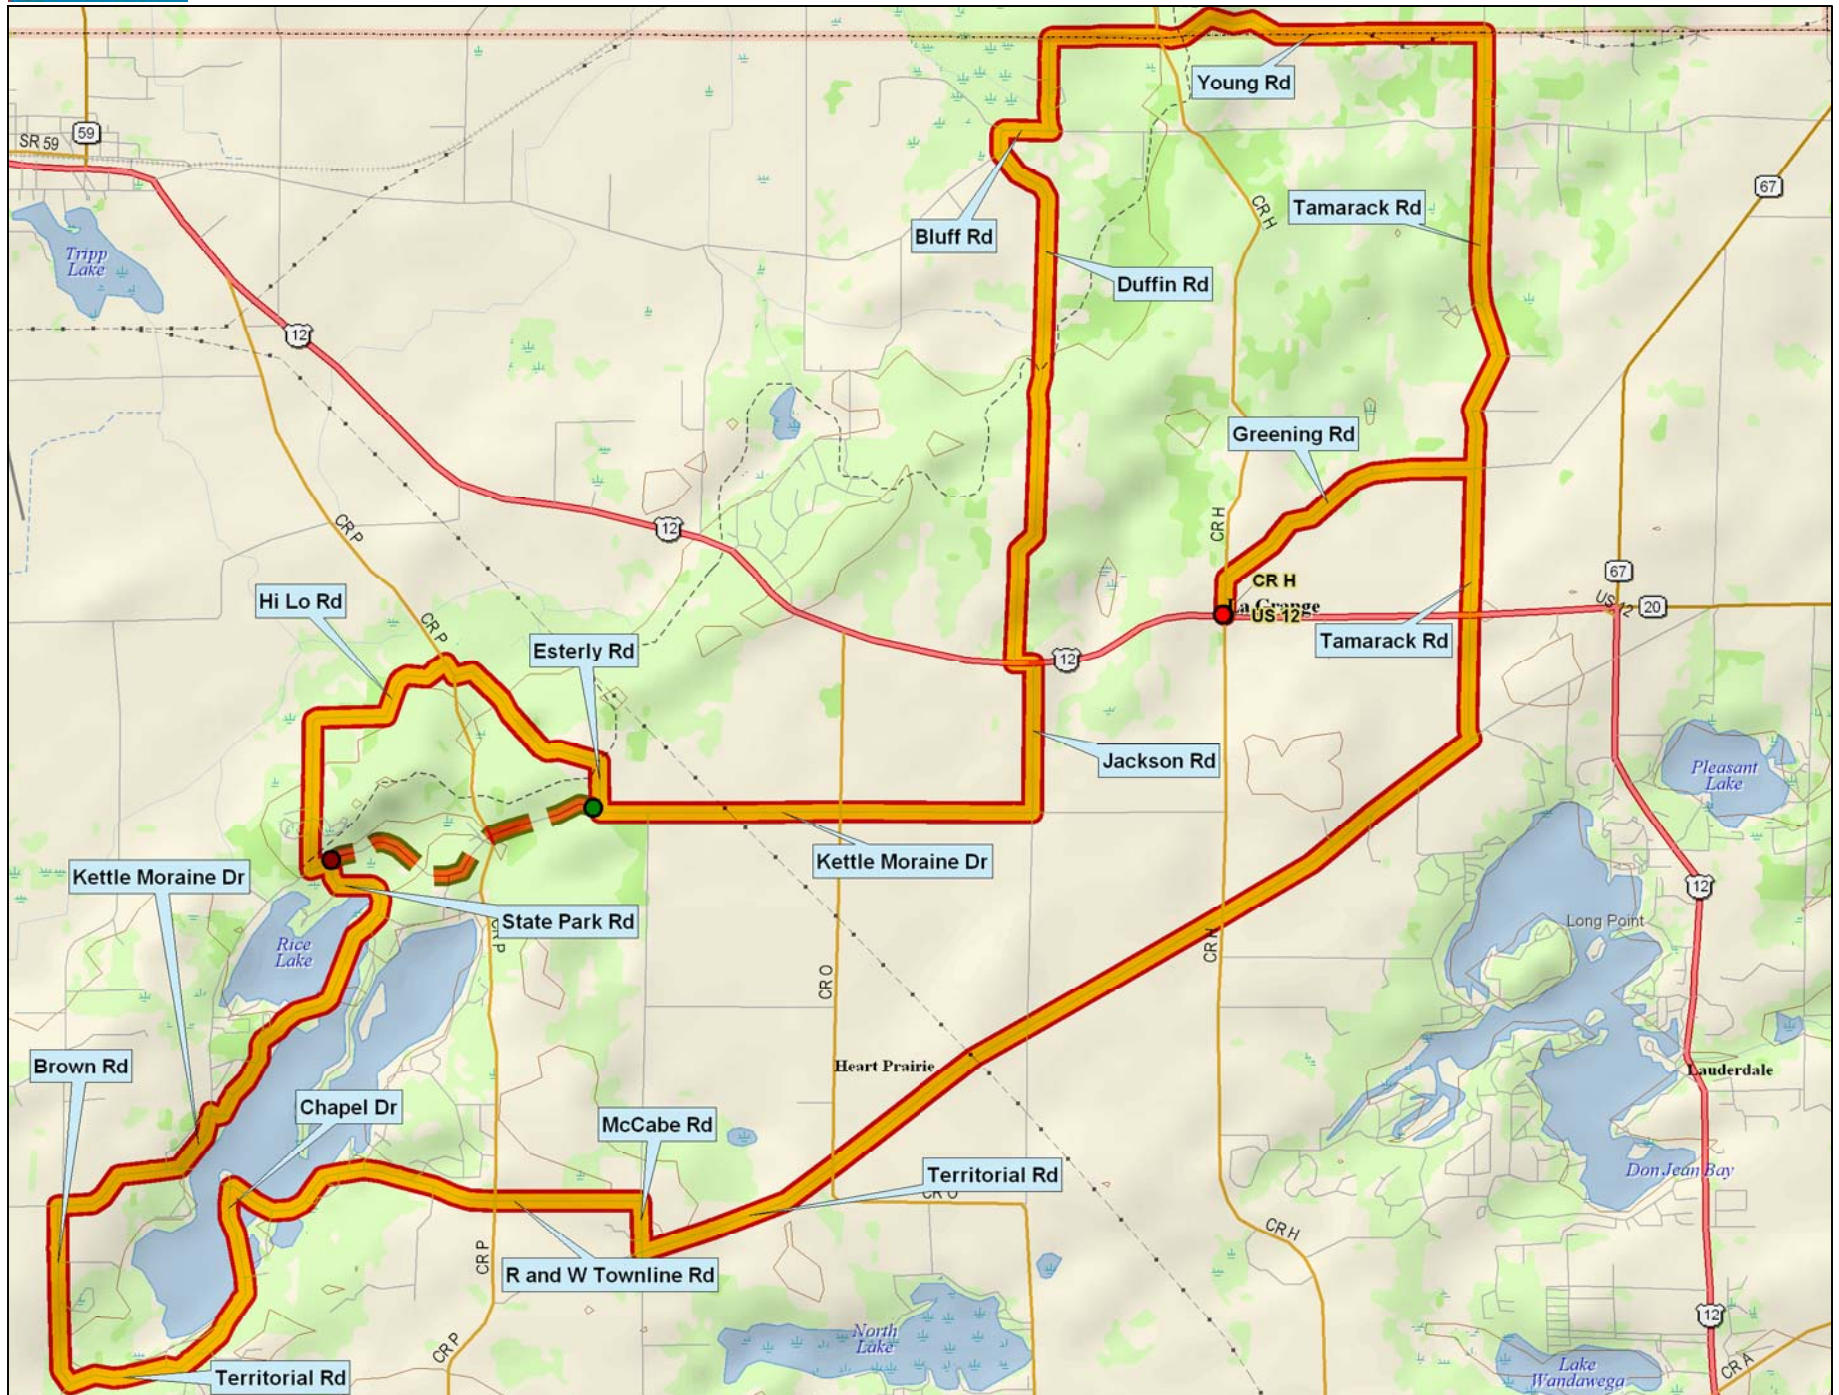 Young Rd
59
SR 59
67
Tamarack Rd
CR H
Bluff Rd
Tripp
Lake
Duffin Rd
12
Greening Rd
CR P
12
CR H
67
CR H
US 12
20
La Grange
US 12
Hi Lo Rd
CR P
Esterly Rd
Tamarack Rd
12
Jackson Rd
Pleasant
Lake
Kettle Moraine Dr
Kettle Moraine Dr
12
State Park Rd
Long Point
CR P
Rice
Lake
CR H
CR O
Brown Rd
Heart Prairie
Lauderdale
Chapel Dr
McCabe Rd
Territorial Rd
Don Jean Bay
CR O
CR H
CR P
R and W Townline Rd
12
North
Lake
CR P
Territorial Rd
Lake
Wandawega
CR A